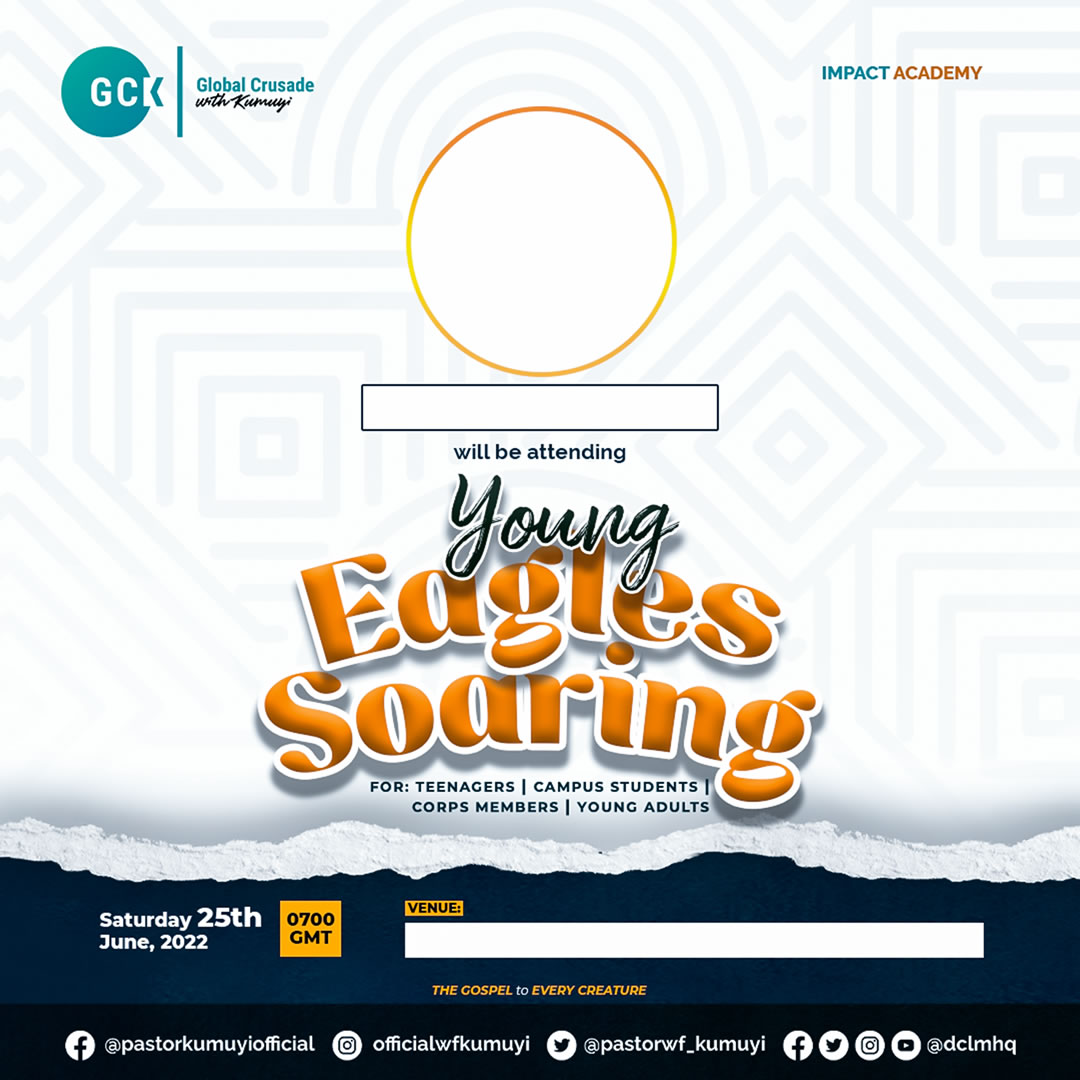 GCK
Global Crusade
with Kumuyi
IMPACT ACADEMY
will be attending
Young
Eagles
Soaring
FOR: TEENAGERS | CAMPUS STUDENTS |
CORPS MEMBERS | YOUNG ADULTS
Saturday 25th
June, 2022
0700
GMT
VENUE:
THE GOSPEL to EVERY CREATURE
@pastorkumuyiofficial officialwfkumuyi @pastorwf_kumuyi @dclmhq